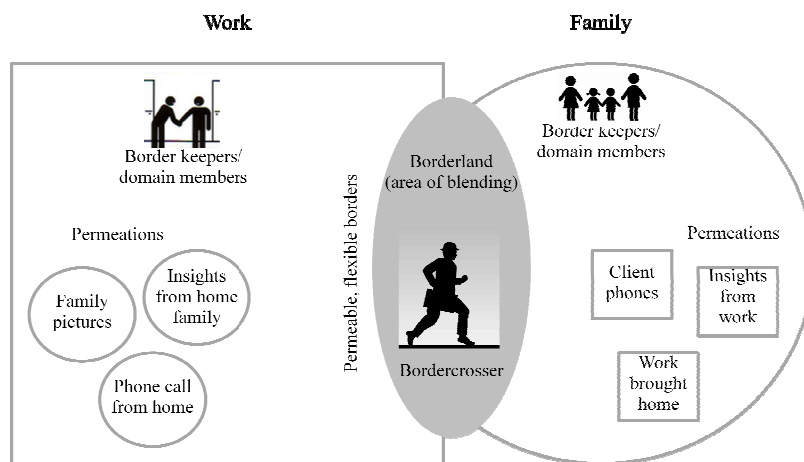 Work
Family
Border keepers/
domain members
Permeations
Family
pictures
Insights
from home
family
Phone call
from home
Permeable, flexible borders
Borderland
(area of blending)
Bordercrosser
Border keepers/
domain members
Permeations
Client
phones
Insights
from
work
Work
brought
home